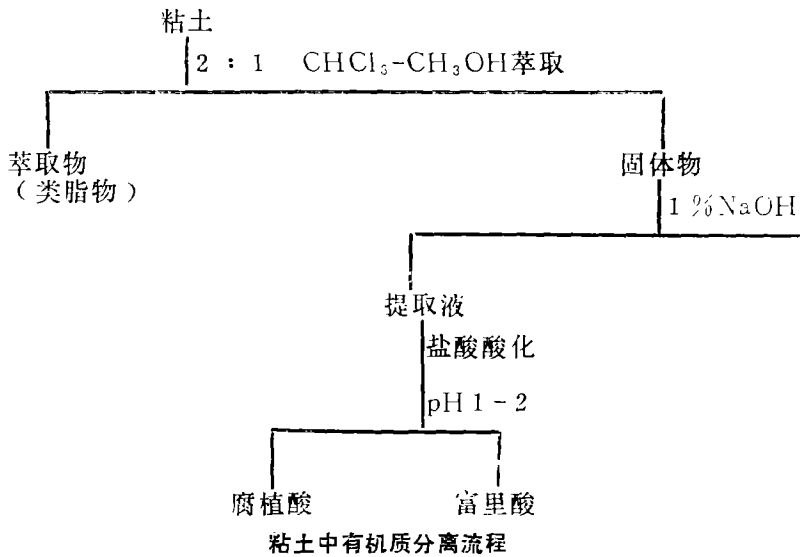 粘土
2 : 1 CHCl₃-CH₃OH萃取
萃取物
(类脂物)
固体物
1%NaOH
提取液
盐酸酸化
pH 1-2
腐植酸
富里酸
粘土中有机质分离流程